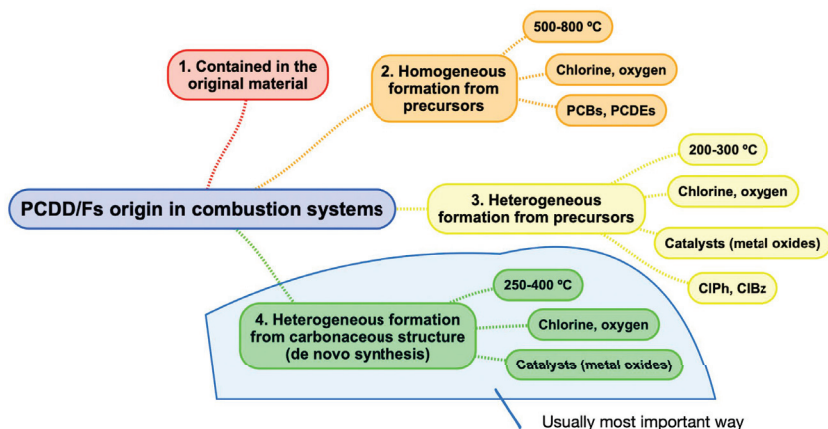 500-800 ºC
1. Contained in the
original material
2. Homogeneous
formation from
precursors
Chlorine, oxygen
PCBs, PCDEs
200-300 ºC
PCDD/Fs origin in combustion systems
3. Heterogeneous
formation from precursors
Chlorine, oxygen
Catalysts (metal oxides)
ClPh, ClBz
250-400 ºC
4. Heterogeneous formation
from carbonaceous structure
(de novo synthesis)
Chlorine, oxygen
Catalysts (metal oxides)
Usually most important way